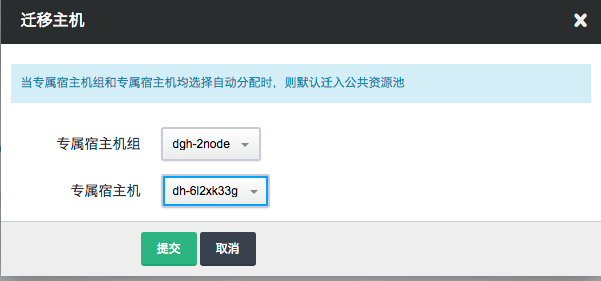 迁移主机
当专属宿主机组和专属宿主机均选择自动分配时，则默认迁入公共资源池
专属宿主机组 dgh-2node
专属宿主机 dh-6l2xk33g
提交 取消